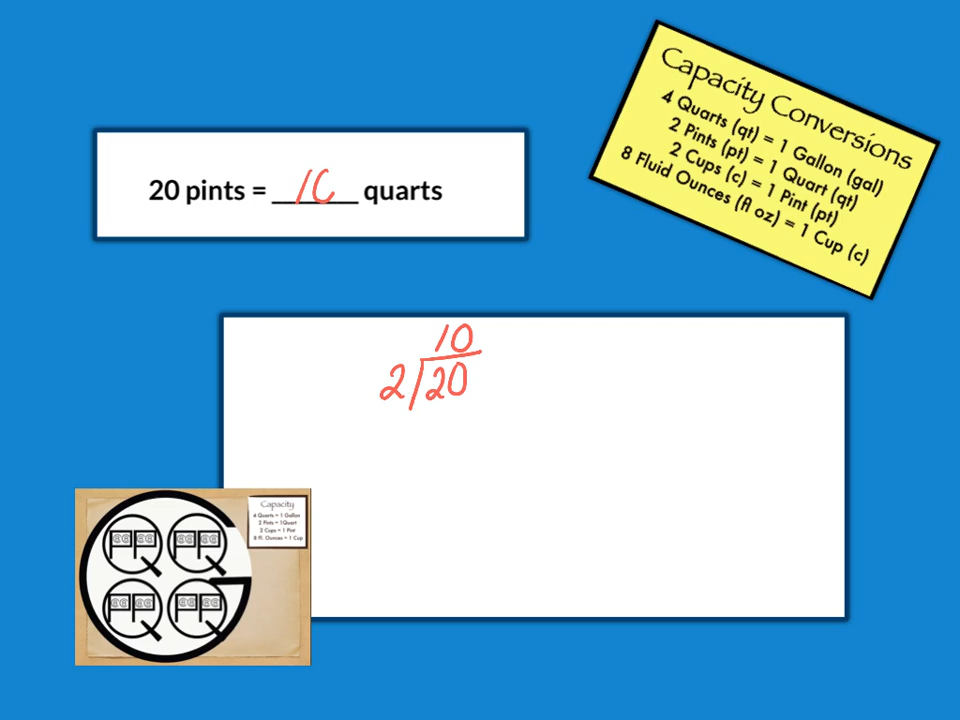 Capacity Conversions
4 Quarts (qt) = 1 Gallon (gal)
2 Pints (pt) = 1 Quart (qt)
2 Cups (c) = 1 Pint (pt)
8 Fluid Ounces (fl oz) = 1 Cup (c)
20 pints = 10 quarts
10
2 20
Capacity
4 Quarts = 1 Gallon
2 Pints = 1Quart
2 Cups = 1 Pint
8 fl. Ounces = 1 Cup
G
Q Q
P P P P
C C C C C C C C
Q Q
P P P P
C C C C C C C C